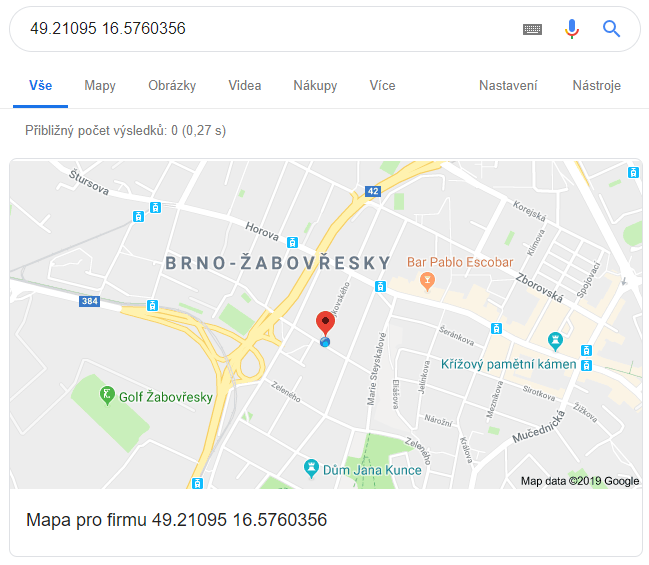 49.21095 16.5760356
Vše Mapy Obrázky Videa Nákupy Více Nastavení Nástroje
Přibližný počet výsledků: 0 (0,27 s)
Štursova
42
Korejská
Horova
Klímova
BRNO-ŽABOVŘESKY
Bar Pablo Escobar
Zborovská
Spojovací
384
Šeránkova
Křížový pamětní kámen
Marie Steyskalové
Eliášova
Jelínkova
Zeleného
Mezníkova
Sirotkova
Žižkova
Golf Žabovřesky
Nárožní
Mučednická
Zeleného
Králova
Dům Jana Kunce
Map data ©2019 Google
Mapa pro firmu 49.21095 16.5760356